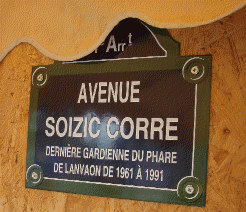 Arrt
AVENUE
SOIZIC CORRE
DERNIÈRE GARDIENNE DU PHARE
DE LANVAON DE 1961 À 1991